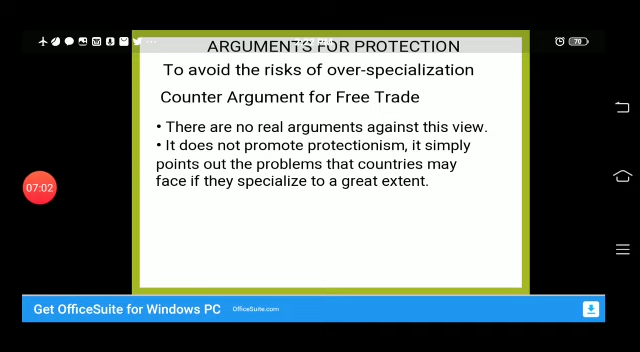 ARGUMENTS FOR PROTECTION
70
To avoid the risks of over-specialization
Counter Argument for Free Trade
• There are no real arguments against this view.
• It does not promote protectionism, it simply
points out the problems that countries may
face if they specialize to a great extent.
07:02
Get OfficeSuite for Windows PC OfficeSuite.com